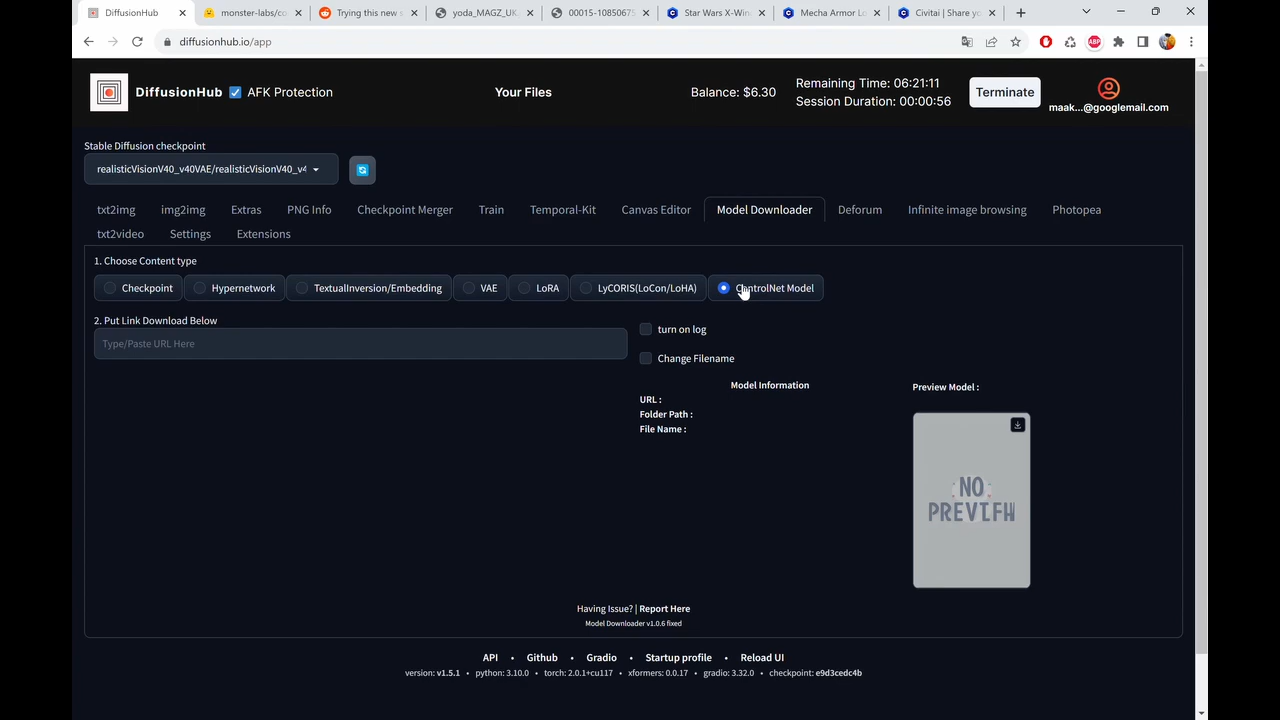 DiffusionHub
monster-labs/co
Trying this new s
yoda_MAGZ_I
00015-10850675
Star Wars X-Win
Mecha Armor Lo
Civitai | Share yo
diffusionhub.io/app
ABP
DiffusionHub
AFK Protection
Your Files
Balance: $6.30
Remaining Time: 06:21:11
Session Duration: 00:00:56
Terminate
maak...@googlemail.com
Stable Diffusion checkpoint
realisticVisionV40_v40VAE/realisticVisionV40_v4
txt2img img2img Extras PNG Info Checkpoint Merger Train Temporal-Kit Canvas Editor Model Downloader Deforum Infinite image browsing Photopea
txt2video Settings Extensions
1. Choose Content type
Checkpoint Hypernetwork TextualInversion/Embedding VAE LoRA LyCORIS(LoCon/LoHA) ControlNet Model
2. Put Link Download Below
Type/Paste URL Here
turn on log
Change Filename
Model Information
URL :
Folder Path :
File Name :
Preview Model :
NO
Having Issue? | Report Here
Model Downloader v1.0.6 fixed
API • Github • Gradio • Startup profile • Reload UI
version: v1.5.1 • python: 3.10.0 • torch: 2.0.1+cu117 • xformers: 0.0.17 • gradio: 3.32.0 • checkpoint: e9d3cedc4b